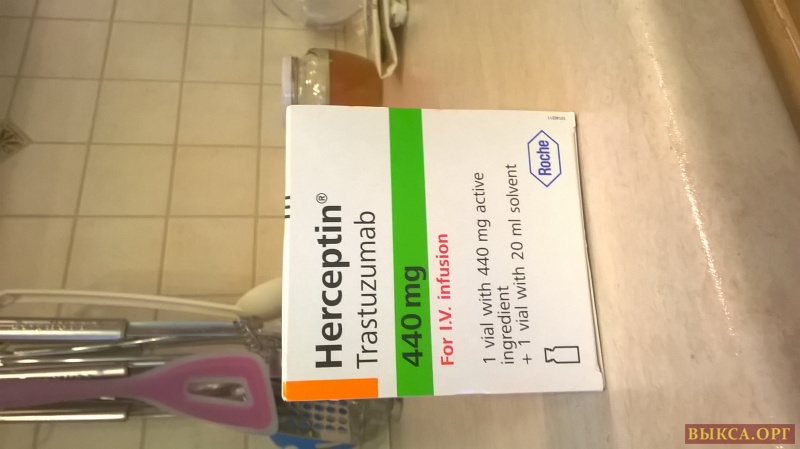 Herceptin®
Trastuzumab
440 mg
For I.V. infusion
1 vial with 440 mg active
ingredient
+ 1 vial with 20 ml solvent
Roche
ВЫКСА.ОРГ